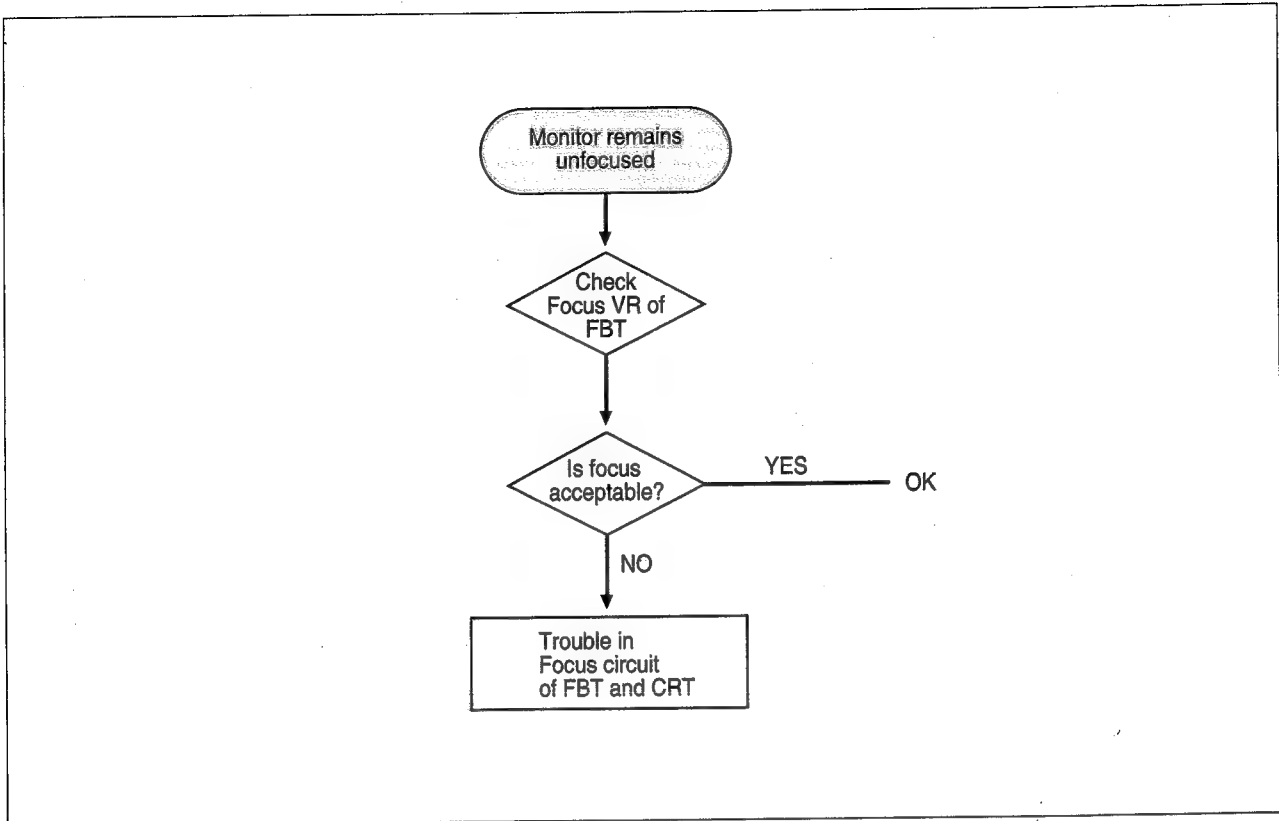 Monitor remains
unfocused
Check
Focus VR of
FBT
Is focus
acceptable?
YES
OK
NO
Trouble in
Focus circuit
of FBT and CRT